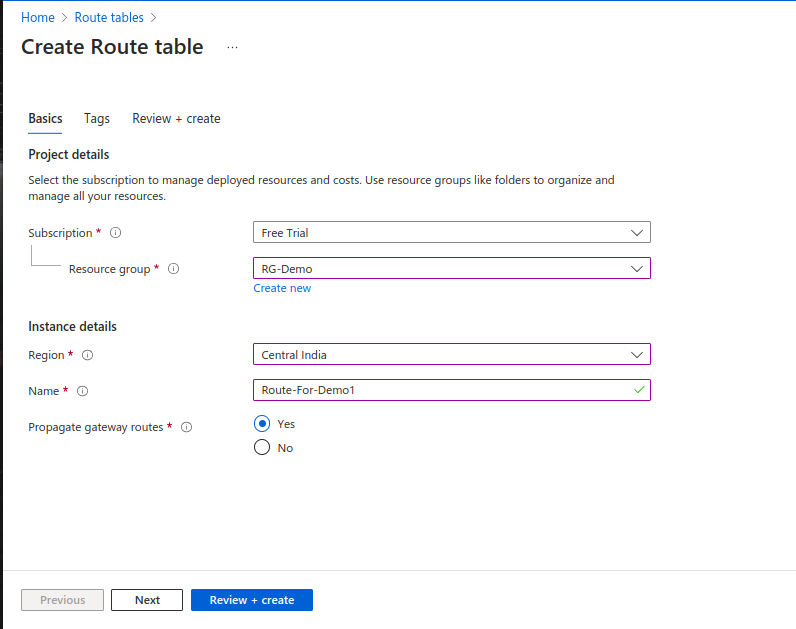 Home > Route tables >
Create Route table ...
Basics Tags Review + create
Project details
Select the subscription to manage deployed resources and costs. Use resource groups like folders to organize and
manage all your resources.
Subscription * Free Trial
Resource group * RG-Demo
Create new
Instance details
Region * Central India
Name * Route-For-Demo1
Propagate gateway routes * Yes
No
Previous Next Review + create